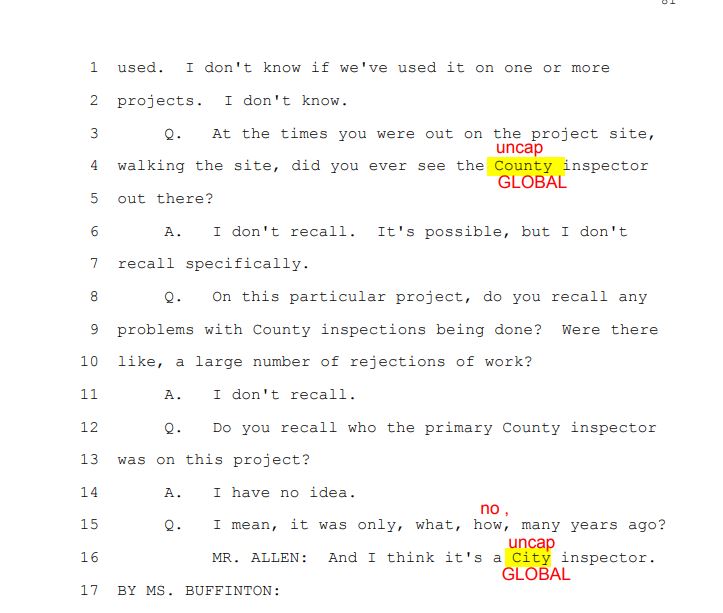 81
1 used. I don't know if we've used it on one or more
2 projects. I don't know.
3 Q. At the times you were out on the project site,
uncap
4 walking the site, did you ever see the County inspector
GLOBAL
5 out there?
6 A. I don't recall. It's possible, but I don't
7 recall specifically.
8 Q. On this particular project, do you recall any
9 problems with County inspections being done? Were there
10 like, a large number of rejections of work?
11 A. I don't recall.
12 Q. Do you recall who the primary County inspector
13 was on this project?
14 A. I have no idea.
no ,
15 Q. I mean, it was only, what, how, many years ago?
uncap
16 MR. ALLEN: And I think it's a City inspector.
GLOBAL
17 BY MS. BUFFINTON: